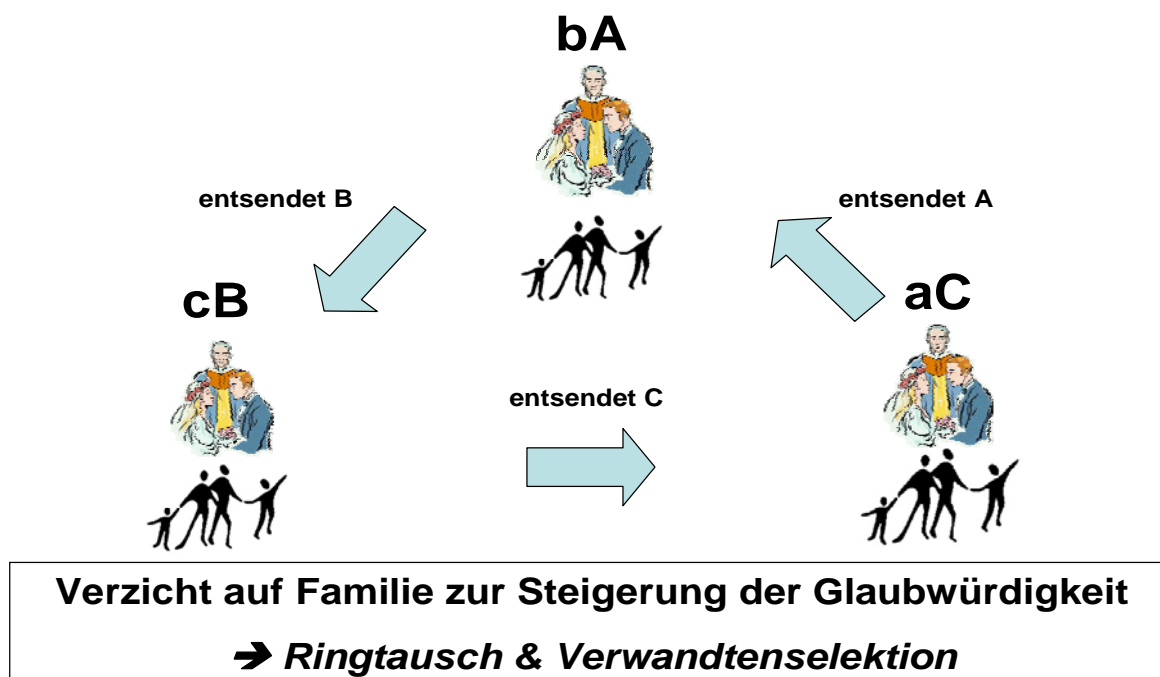 bA
entsendet B
entsendet A
cB
aC
entsendet C
Verzicht auf Familie zur Steigerung der Glaubwürdigkeit
➔ Ringtausch & Verwandtenselektion